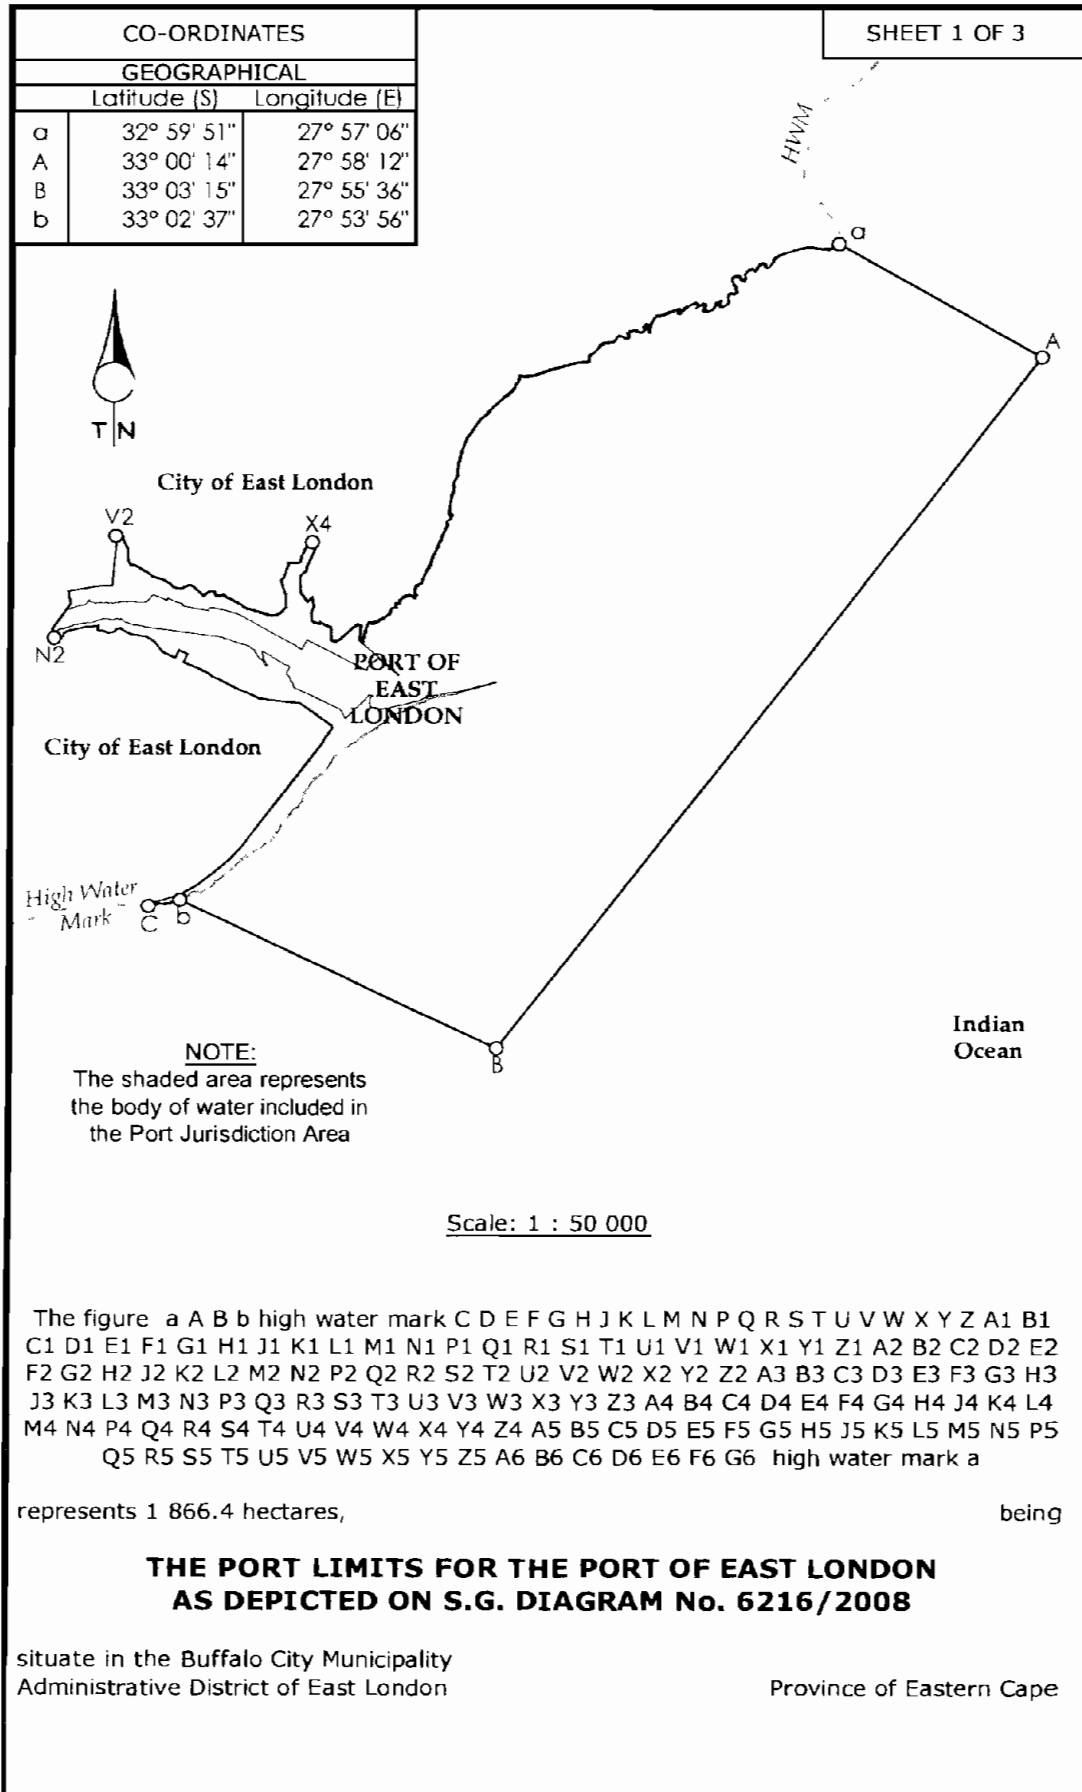 CO-ORDINATES
GEOGRAPHICAL
Latitude (S) Longitude (E)
a 32° 59' 51" 27° 57' 06"
A 33° 00' 14" 27° 58' 12"
B 33° 03' 15" 27° 55' 36"
b 33° 02' 37" 27° 53' 56"
SHEET 1 OF 3
HWM
a
A
T N
City of East London
V2
X4
N2
PORT OF
EAST
LONDON
City of East London
High Water
Mark
C
b
B
Indian
Ocean
NOTE:
The shaded area represents
the body of water included in
the Port Jurisdiction Area
Scale: 1 : 50 000
The figure a A B b high water mark C D E F G H J K L M N P Q R S T U V W X Y Z A1 B1
C1 D1 E1 F1 G1 H1 J1 K1 L1 M1 N1 P1 Q1 R1 S1 T1 U1 V1 W1 X1 Y1 Z1 A2 B2 C2 D2 E2
F2 G2 H2 J2 K2 L2 M2 N2 P2 Q2 R2 S2 T2 U2 V2 W2 X2 Y2 Z2 A3 B3 C3 D3 E3 F3 G3 H3
J3 K3 L3 M3 N3 P3 Q3 R3 S3 T3 U3 V3 W3 X3 Y3 Z3 A4 B4 C4 D4 E4 F4 G4 H4 J4 K4 L4
M4 N4 P4 Q4 R4 S4 T4 U4 V4 W4 X4 Y4 Z4 A5 B5 C5 D5 E5 F5 G5 H5 J5 K5 L5 M5 N5 P5
Q5 R5 S5 T5 U5 V5 W5 X5 Y5 Z5 A6 B6 C6 D6 E6 F6 G6 high water mark a
represents 1 866.4 hectares, being
THE PORT LIMITS FOR THE PORT OF EAST LONDON
AS DEPICTED ON S.G. DIAGRAM No. 6216/2008
situate in the Buffalo City Municipality
Administrative District of East London Province of Eastern Cape